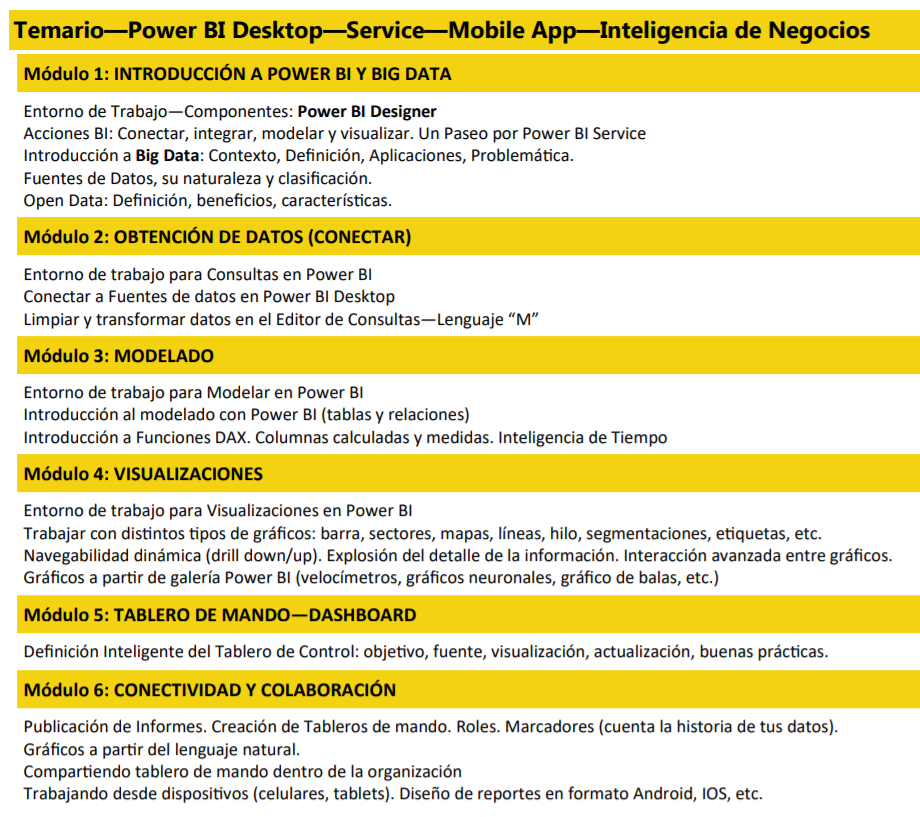 Temario—Power BI Desktop—Service—Mobile App—Inteligencia de Negocios
Módulo 1: INTRODUCCIÓN A POWER BI Y BIG DATA
Entorno de Trabajo—Componentes: Power BI Designer
Acciones BI: Conectar, integrar, modelar y visualizar. Un Paseo por Power BI Service
Introducción a Big Data: Contexto, Definición, Aplicaciones, Problemática.
Fuentes de Datos, su naturaleza y clasificación.
Open Data: Definición, beneficios, características.
Módulo 2: OBTENCIÓN DE DATOS (CONECTAR)
Entorno de trabajo para Consultas en Power BI
Conectar a Fuentes de datos en Power BI Desktop
Limpiar y transformar datos en el Editor de Consultas—Lenguaje “M”
Módulo 3: MODELADO
Entorno de trabajo para Modelar en Power BI
Introducción al modelado con Power BI (tablas y relaciones)
Introducción a Funciones DAX. Columnas calculadas y medidas. Inteligencia de Tiempo
Módulo 4: VISUALIZACIONES
Entorno de trabajo para Visualizaciones en Power BI
Trabajar con distintos tipos de gráficos: barra, sectores, mapas, líneas, hilo, segmentaciones, etiquetas, etc.
Navegabilidad dinámica (drill down/up). Explosión del detalle de la información. Interacción avanzada entre gráficos.
Gráficos a partir de galería Power BI (velocímetros, gráficos neuronales, gráfico de balas, etc.)
Módulo 5: TABLERO DE MANDO—DASHBOARD
Definición Inteligente del Tablero de Control: objetivo, fuente, visualización, actualización, buenas prácticas.
Módulo 6: CONECTIVIDAD Y COLABORACIÓN
Publicación de Informes. Creación de Tableros de mando. Roles. Marcadores (cuenta la historia de tus datos).
Gráficos a partir del lenguaje natural.
Compartiendo tablero de mando dentro de la organización
Trabajando desde dispositivos (celulares, tablets). Diseño de reportes en formato Android, IOS, etc.